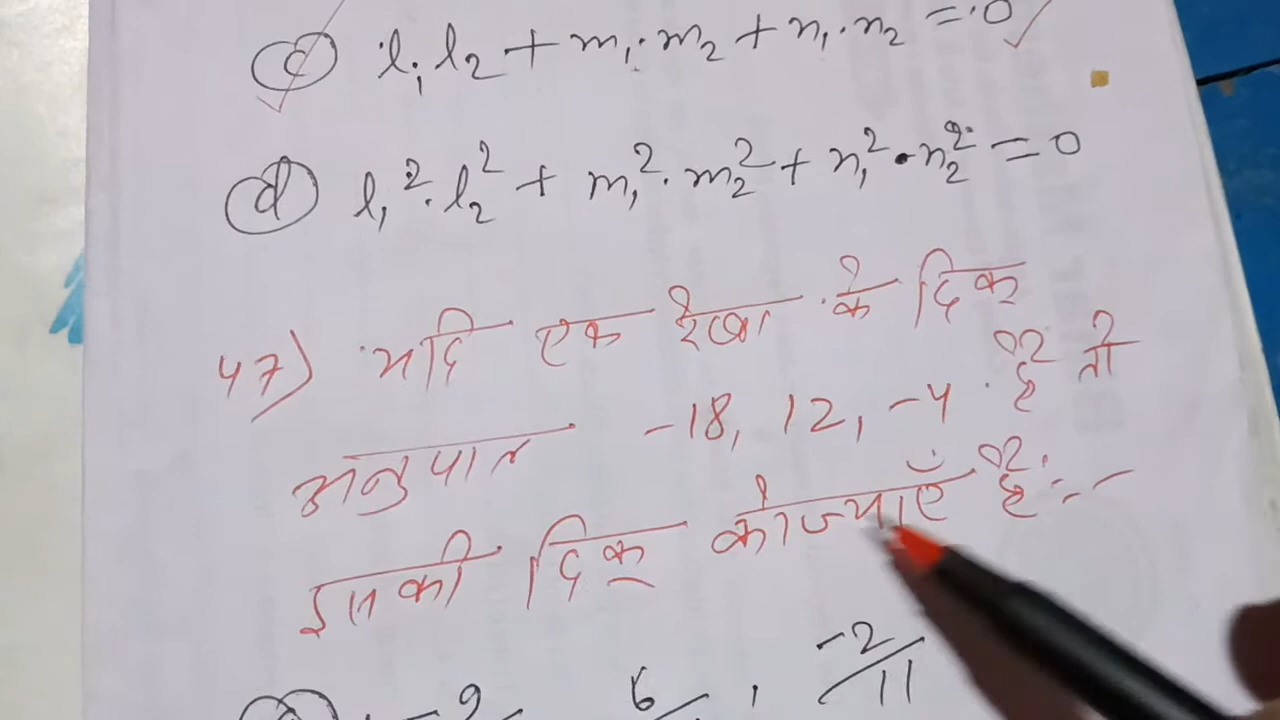 (c) l₁ l₂ + m₁·m₂ + n₁·n₂ = 0
(d) l₁²·l₂² + m₁²·m₂² + n₁²·n₂² = 0
47) यदि एक रेखा के दिक
अनुपात -18, 12, -4 हैं तो
इसकी दिक कोज्याएँ हैं :-
-9 6 , -2/11